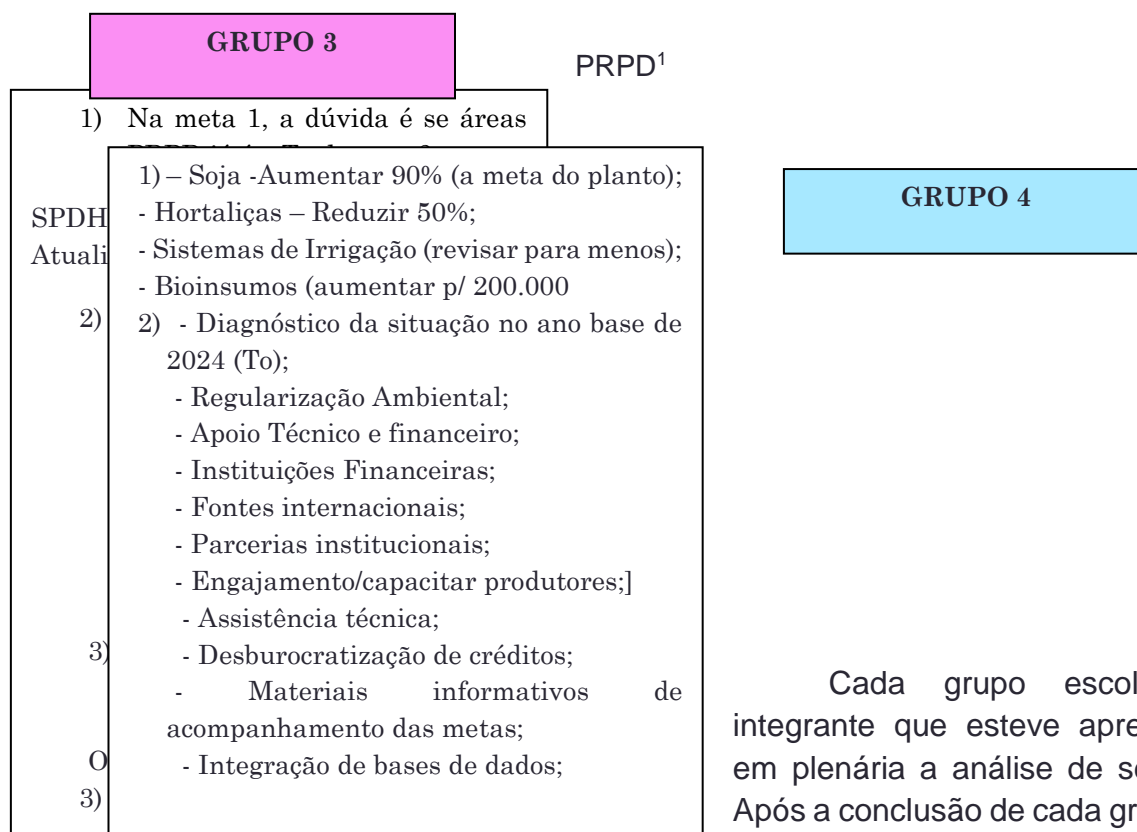 GRUPO 3
PRPD¹
1) Na meta 1, a dúvida é se áreas
GRUPO 4
SPDH
Atuali
2)
3)
O
3)
1) – Soja -Aumentar 90% (a meta do planto);
- Hortaliças – Reduzir 50%;
- Sistemas de Irrigação (revisar para menos);
- Bioinsumos (aumentar p/ 200.000
2) - Diagnóstico da situação no ano base de
2024 (To);
- Regularização Ambiental;
- Apoio Técnico e financeiro;
- Instituições Financeiras;
- Fontes internacionais;
- Parcerias institucionais;
- Engajamento/capacitar produtores;]
- Assistência técnica;
- Desburocratização de créditos;
- Materiais informativos de
acompanhamento das metas;
- Integração de bases de dados;
Cada grupo escol
integrante que esteve apre
em plenária a análise de s
Após a conclusão de cada gr